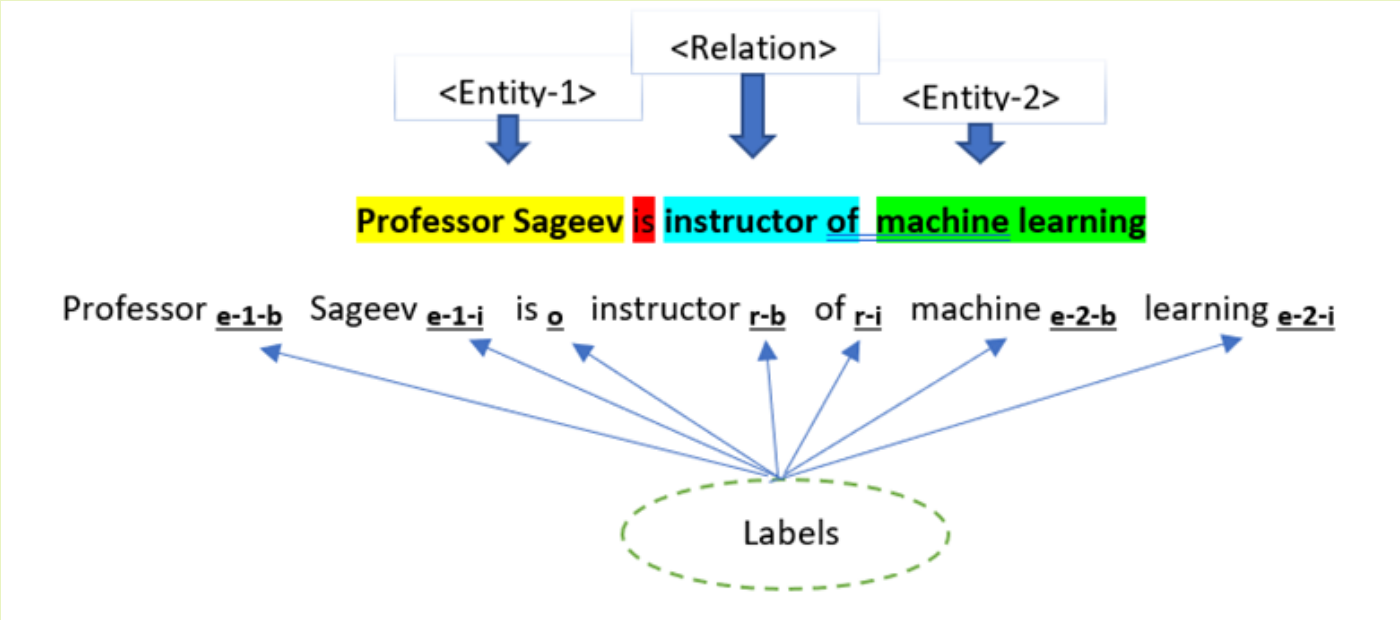 <Relation>
<Entity-1>
<Entity-2>
Professor Sageev is instructor of machine learning
Professor e-1-b Sageev e-1-i is o instructor r-b of r-i machine e-2-b learning e-2-i
Labels